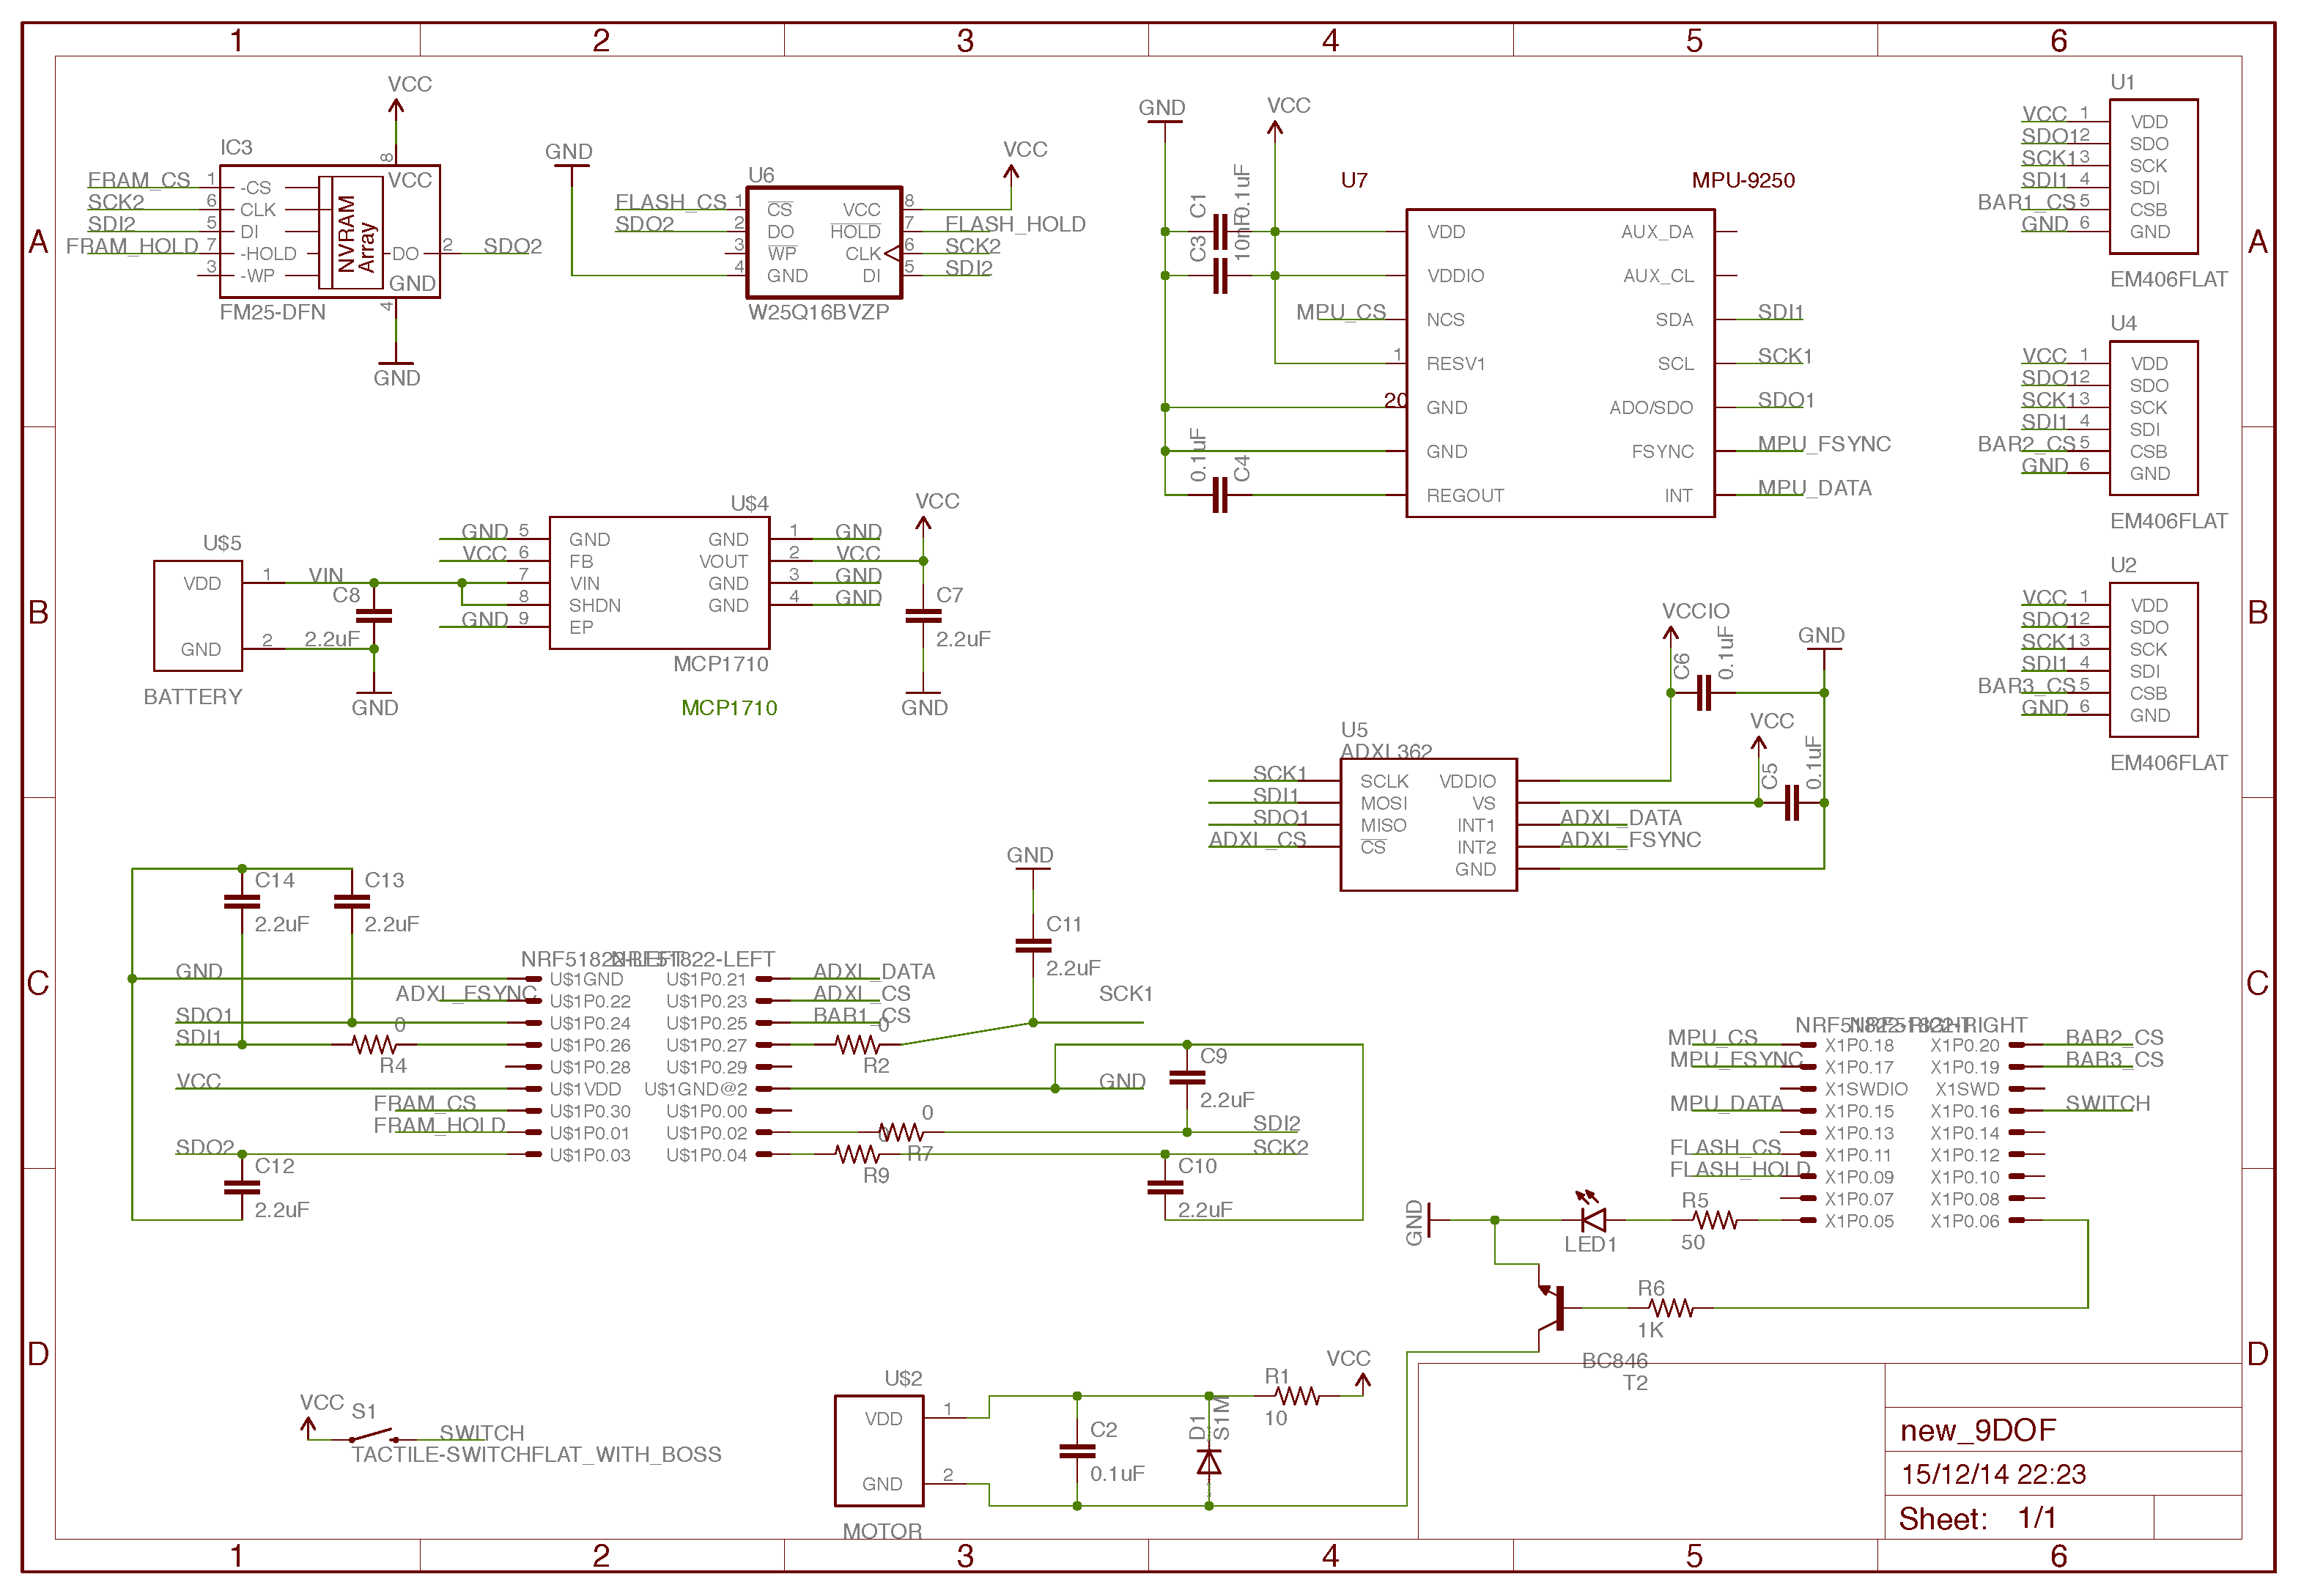 1 2 3 4 5 6
A
B
C
D
IC3
VCC
8
FRAM_CS 1 -CS
SCK2 6 CLK
SDI2 5 DI
FRAM_HOLD 7 -HOLD
3 -WP
NVRAM
Array
VCC
DO 2 SDO2
GND
4
FM25-DFN
GND
GND
U6
VCC
FLASH_CS 1 CS VCC 8
SDO2 2 DO HOLD 7 FLASH_HOLD
3 WP CLK 6 SCK2
4 GND DI 5 SDI2
W25Q16BVZP
GND
VCC
C1
0.1uF
C3
10nF
U7
MPU-9250
VDD AUX_DA
VDDIO AUX_CL
MPU_CS NCS SDA SDI1
1 RESV1 SCL SCK1
20 GND ADO/SDO SDO1
GND FSYNC MPU_FSYNC
REGOUT INT MPU_DATA
0.1uF
C4
U1
VCC 1 VDD
SDO1 2 SDO
SCK1 3 SCK
SDI1 4 SDI
BAR1_CS 5 CSB
GND 6 GND
EM406FLAT
U4
VCC 1 VDD
SDO1 2 SDO
SCK1 3 SCK
SDI1 4 SDI
BAR2_CS 5 CSB
GND 6 GND
EM406FLAT
U2
VCC 1 VDD
SDO1 2 SDO
SCK1 3 SCK
SDI1 4 SDI
BAR3_CS 5 CSB
GND 6 GND
EM406FLAT
U$5
VDD 1 VIN
GND 2
BATTERY
C8
2.2uF
GND
U$4
GND 5 GND GND 1 GND
VCC 6 FB VOUT 2 VCC
7 VIN GND 3 GND
8 SHDN GND 4 GND
GND 9 EP
MCP1710
MCP1710
VCC
C7
2.2uF
GND
VCCIO
C6
0.1uF
GND
VCC
C5
0.1uF
U5
ADXL362
SCK1 SCLK VDDIO
SDI1 MOSI VS
SDO1 MISO INT1 ADXL_DATA
ADXL_CS CS INT2 ADXL_FSYNC
GND
C14
2.2uF
C13
2.2uF
GND
C11
2.2uF
SCK1
NRF51822-LEFT NRF51822-LEFT
GND U$1GND U$1P0.21 ADXL_DATA
ADXL_FSYNC U$1P0.22 U$1P0.23 ADXL_CS
SDO1 U$1P0.24 U$1P0.25 BAR1_CS
SDI1 0 R4 U$1P0.26 U$1P0.27 0 R2
U$1P0.28 U$1P0.29
VCC U$1VDD U$1GND@2 GND
FRAM_CS U$1P0.30 U$1P0.00
FRAM_HOLD U$1P0.01 U$1P0.02 0 R7 SDI2
SDO2 U$1P0.03 U$1P0.04 0 R9 SCK2
C12
2.2uF
C9
2.2uF
C10
2.2uF
NRF51822-RIGHT NRF51822-RIGHT
MPU_CS X1P0.18 X1P0.20 BAR2_CS
MPU_FSYNC X1P0.17 X1P0.19 BAR3_CS
X1SWDIO X1SWD
MPU_DATA X1P0.15 X1P0.16 SWITCH
X1P0.13 X1P0.14
FLASH_CS X1P0.11 X1P0.12
FLASH_HOLD X1P0.09 X1P0.10
X1P0.07 X1P0.08
X1P0.05 X1P0.06
GND
LED1
R5
50
R6
1K
BC846
T2
VCC
S1
SWITCH
TACTILE-SWITCHFLAT_WITH_BOSS
U$2
VDD 1
GND 2
MOTOR
C2
0.1uF
D1
S1M
R1
10
VCC
new_9DOF
15/12/14 22:23
Sheet: 1/1
A
B
C
D
1 2 3 4 5 6